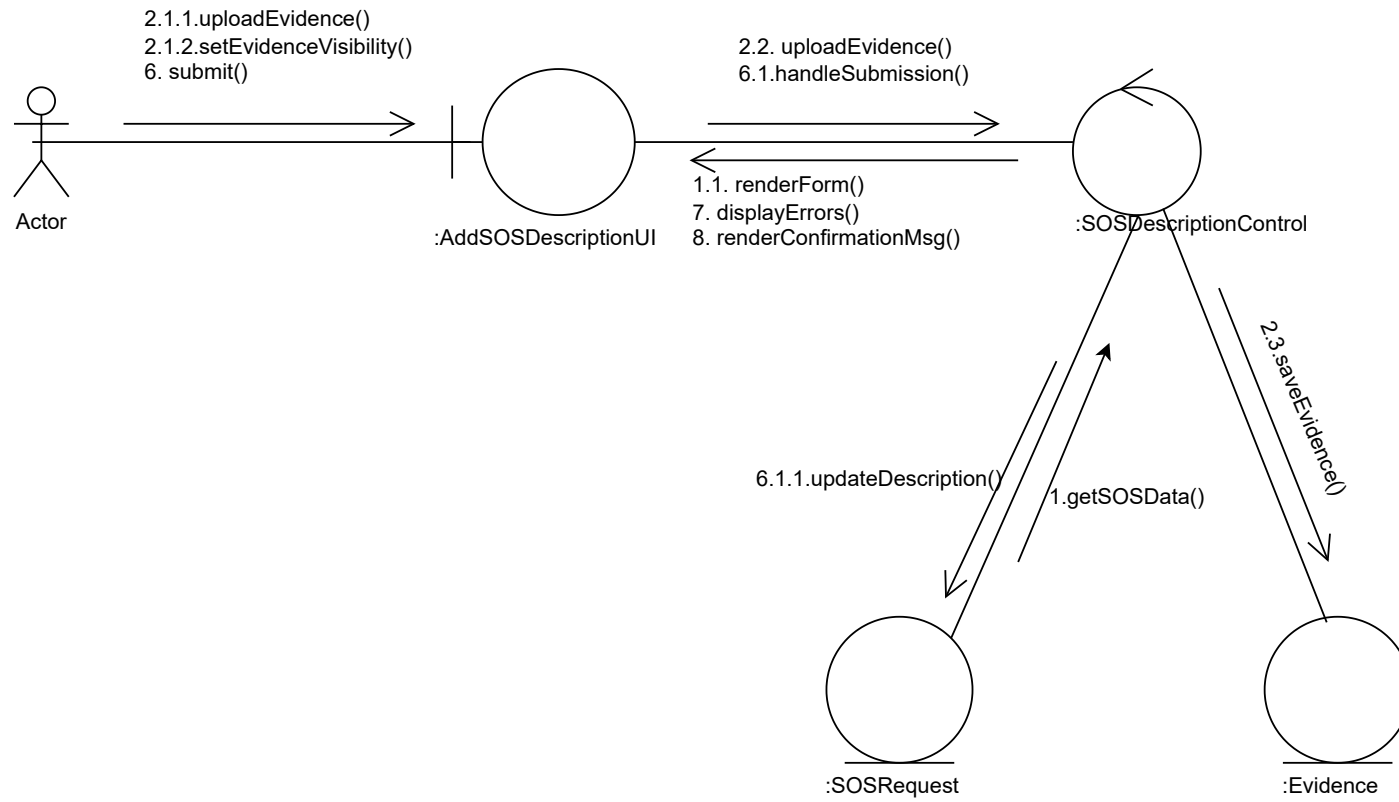 2.1.1.uploadEvidence()
2.1.2.setEvidenceVisibility()
6. submit()
2.2. uploadEvidence()
6.1.handleSubmission()
Actor
:AddSOSDescriptionUI
1.1. renderForm()
7. displayErrors()
8. renderConfirmationMsg()
:SOSDescriptionControl
2.3.saveEvidence()
6.1.1.updateDescription()
1.getSOSData()
:SOSRequest
:Evidence